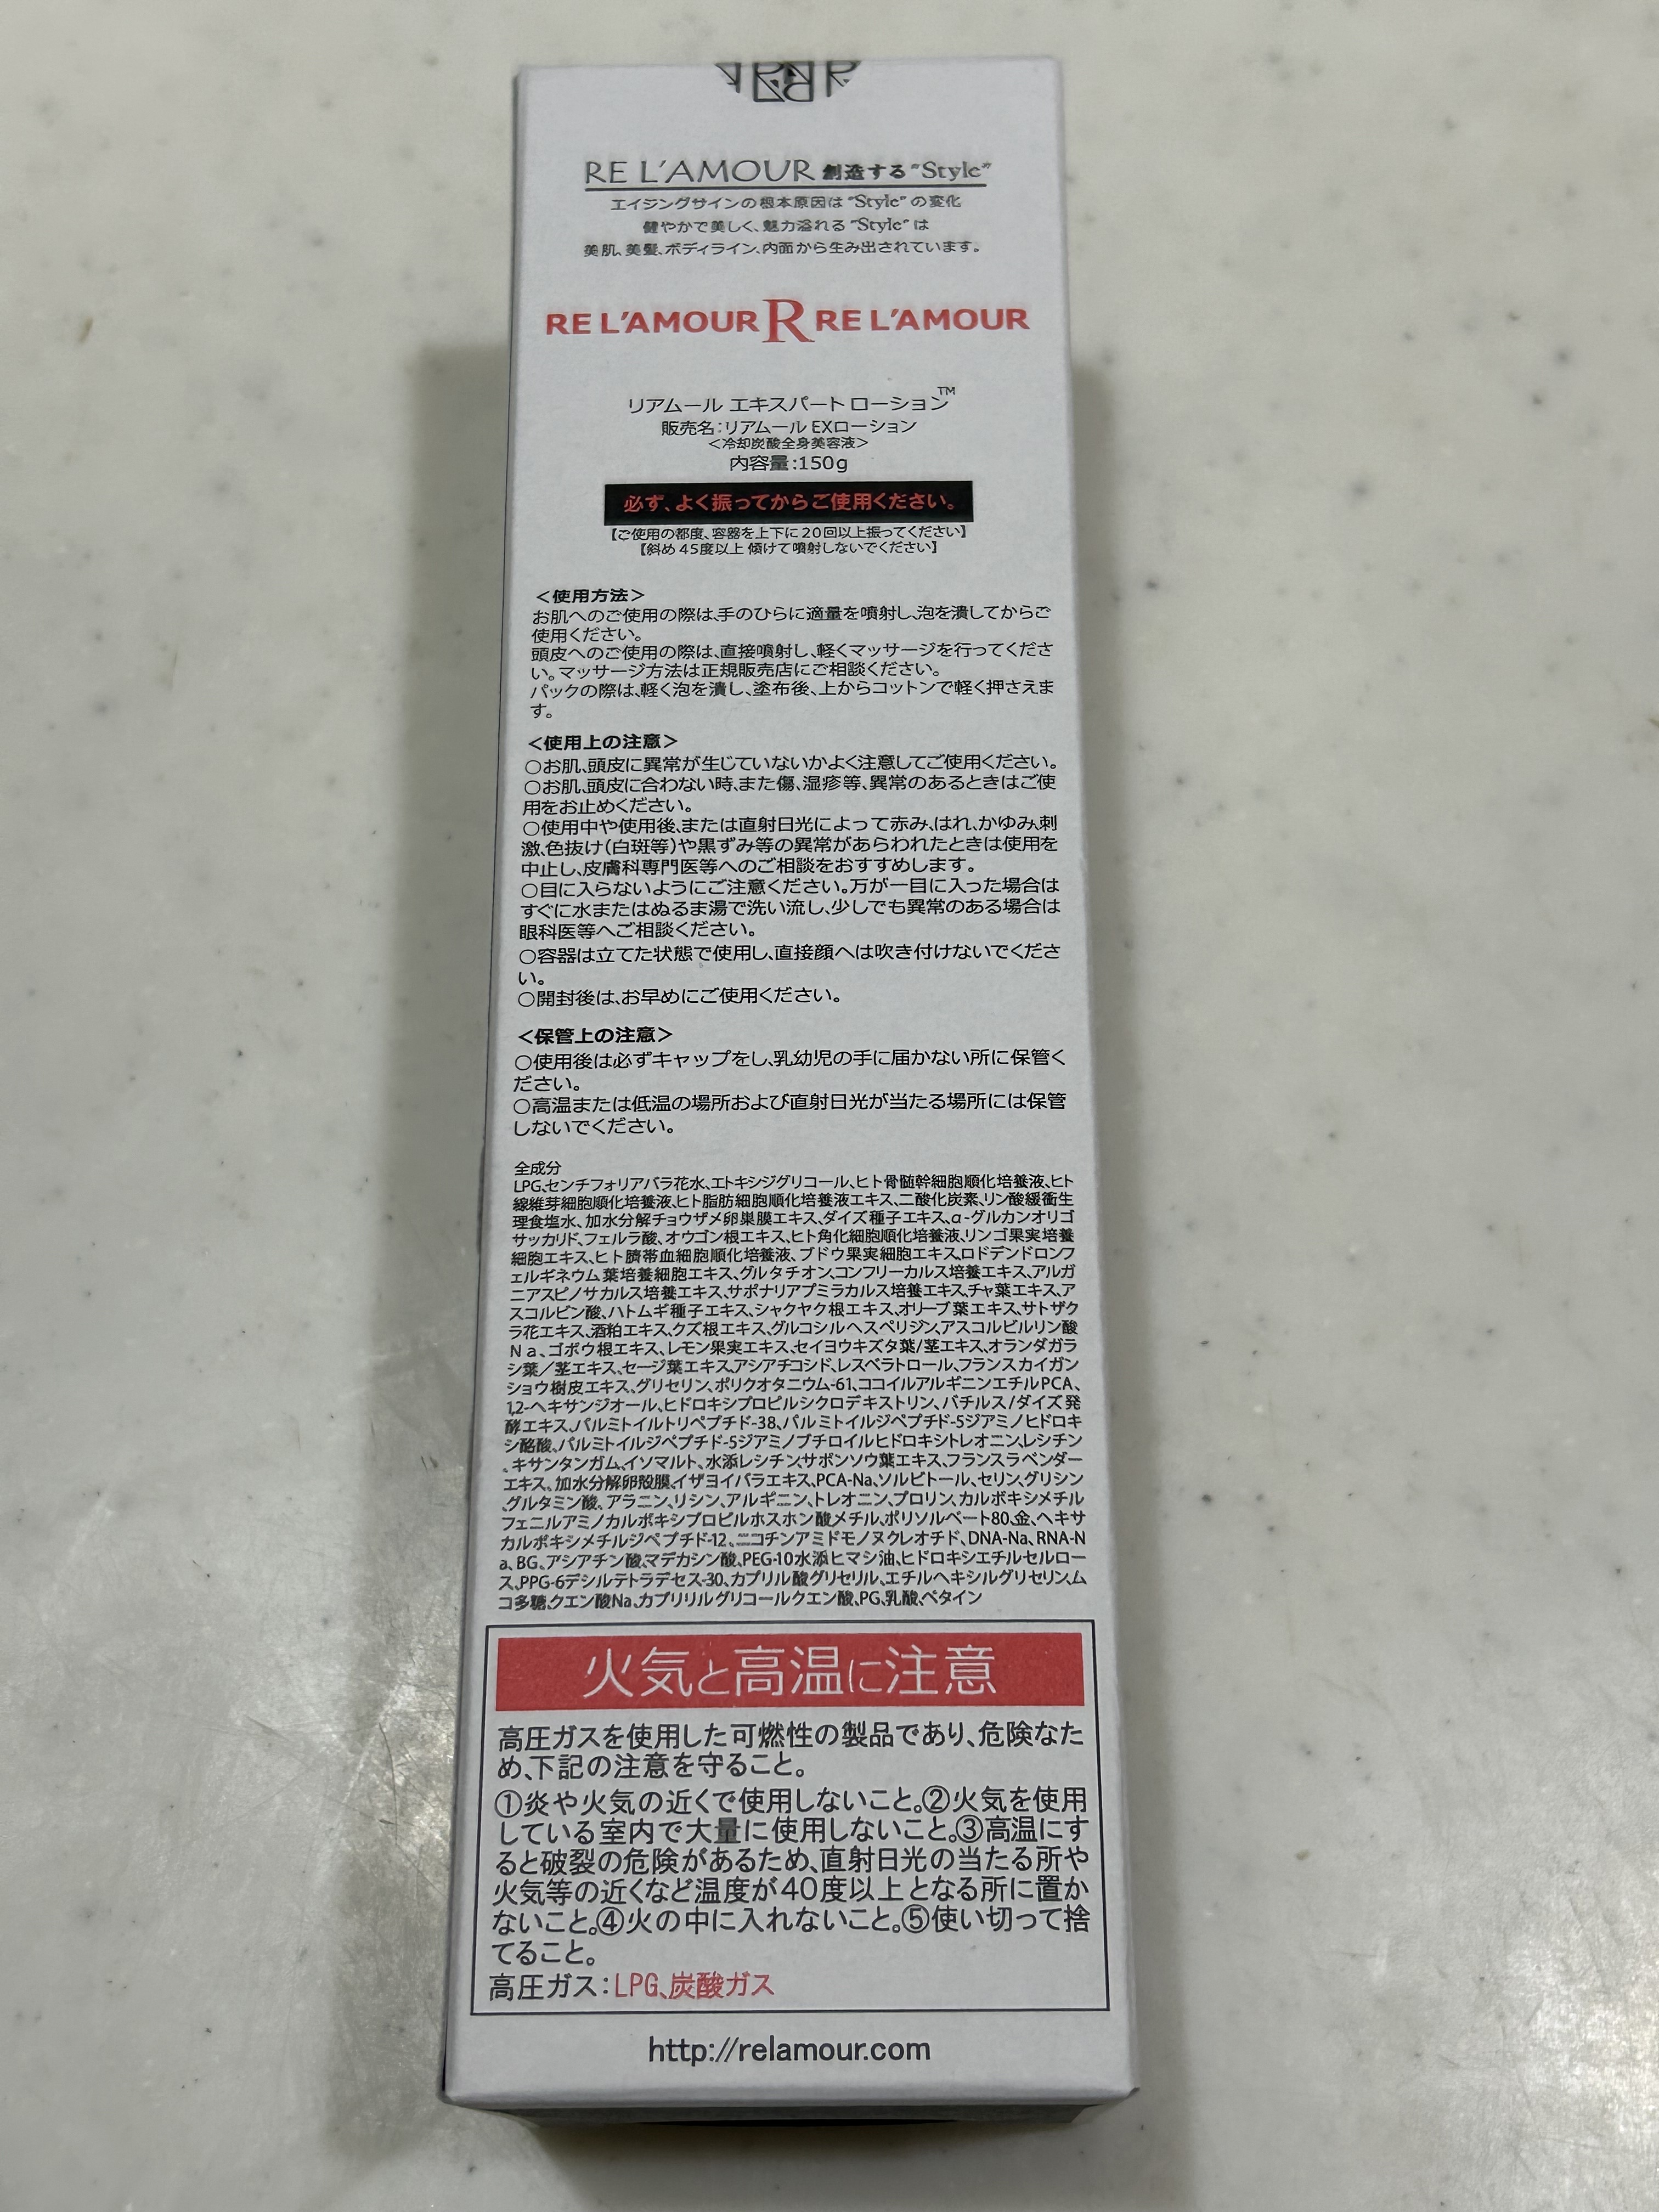 RE L'AMOUR 創造する"Style"
エイジングサインの根本原因は"Style"の変化
健やかで美しく、魅力溢れる"Style"は
美肌、美髪、ボディライン、内面から生み出されています。
RE L'AMOUR R RE L'AMOUR
リアムール エキスパート ローション™
販売名:リアムール EXローション
<冷却炭酸全身美容液>
内容量:150g
必ず、よく振ってからご使用ください。
【ご使用の都度、容器を上下に20回以上振ってください】
【斜め45度以上 傾けて噴射しないでください】
<使用方法>
お肌へのご使用の際は、手のひらに適量を噴射し、泡を潰してからご
使用ください。
頭皮へのご使用の際は、直接噴射し、軽くマッサージを行ってくださ
い。マッサージ方法は正規販売店にご相談ください。
パックの際は、軽く泡を潰し、塗布後、上からコットンで軽く押さえま
す。
<使用上の注意>
○お肌、頭皮に異常が生じていないかよく注意してご使用ください。
○お肌、頭皮に合わない時、また傷、湿疹等、異常のあるときはご使
用をお止めください。
○使用中や使用後、または直射日光によって赤み、はれ、かゆみ、刺
激、色抜け(白斑等)や黒ずみ等の異常があらわれたときは使用を
中止し、皮膚科専門医等へのご相談をおすすめします。
○目に入らないようにご注意ください。万が一目に入った場合は
すぐに水またはぬるま湯で洗い流し、少しでも異常のある場合は
眼科医等へご相談ください。
○容器は立てた状態で使用し、直接顔へは吹き付けないでくださ
い。
○開封後は、お早めにご使用ください。
<保管上の注意>
○使用後は必ずキャップをし、乳幼児の手に届かない所に保管く
ださい。
○高温または低温の場所および直射日光が当たる場所には保管
しないでください。
全成分
LPG、センチフォリアバラ花水、エトキシジグリコール、ヒト骨髄幹細胞順化培養液、ヒト
線維芽細胞順化培養液、ヒト脂肪細胞順化培養液エキス、二酸化炭素、リン酸緩衝生
理食塩水、加水分解チョウザメ卵巣膜エキス、ダイズ種子エキス、α-グルカンオリゴ
サッカリド、フェルラ酸、オウゴン根エキス、ヒト角化細胞順化培養液、リンゴ果実培養
細胞エキス、ヒト臍帯血細胞順化培養液、ブドウ果実細胞エキス、ロドデンドロンフ
ェルギネウム葉培養細胞エキス、グルタチオン、コンフリーカルス培養エキス、アルガ
ニアスピノサカルス培養エキス、サポナリアプミラカルス培養エキス、チャ葉エキス、ア
スコルビン酸、ハトムギ種子エキス、シャクヤク根エキス、オリーブ葉エキス、サトザク
ラ花エキス、酒粕エキス、クズ根エキス、グルコシルヘスペリジン、アスコルビルリン酸
Na、ゴボウ根エキス、レモン果実エキス、セイヨウキズタ葉/茎エキス、オランダガラ
シ葉/茎エキス、セージ葉エキス、アシアチコシド、レスベラトロール、フランスカイガン
ショウ樹皮エキス、グリセリン、ポリクオタニウム-61、ココイルアルギニンエチルPCA、
1,2-ヘキサンジオール、ヒドロキシプロピルシクロデキストリン、バチルス/ダイズ発
酵エキス、パルミトイルトリペプチド-38、パルミトイルジペプチド-5ジアミノヒドロキ
シ酪酸、パルミトイルジペプチド-5ジアミノブチロイルヒドロキシトレオニン、レシチン
、キサンタンガム、イソマルト、水添レシチン、サボンソウ葉エキス、フランスラベンダー
エキス、加水分解卵殻膜、イザヨイバラエキス、PCA-Na、ソルビトール、セリン、グリシン
、グルタミン酸、アラニン、リシン、アルギニン、トレオニン、プロリン、カルボキシメチル
フェニルアミノカルボキシプロピルホスホン酸メチル、ポリソルベート80、金、ヘキサ
カルボキシメチルジペプチド-12、ニコチンアミドモノヌクレオチド、DNA-Na、RNA-N
a、BG、アシアチン酸、マデカシン酸、PEG-10水添ヒマシ油、ヒドロキシエチルセルロー
ス、PPG-6デシルテトラデセス-30、カプリル酸グリセリル、エチルヘキシルグリセリン、ム
コ多糖、クエン酸Na、カプリリルグリコール、クエン酸、PG、乳酸、ベタイン
火気と高温に注意
高圧ガスを使用した可燃性の製品であり、危険なた
め、下記の注意を守ること。
①炎や火気の近くで使用しないこと。②火気を使用
している室内で大量に使用しないこと。③高温にす
ると破裂の危険があるため、直射日光の当たる所や
火気等の近くなど温度が40度以上となる所に置か
ないこと。④火の中に入れないこと。⑤使い切って捨
てること。
高圧ガス:LPG、炭酸ガス
http://relamour.com